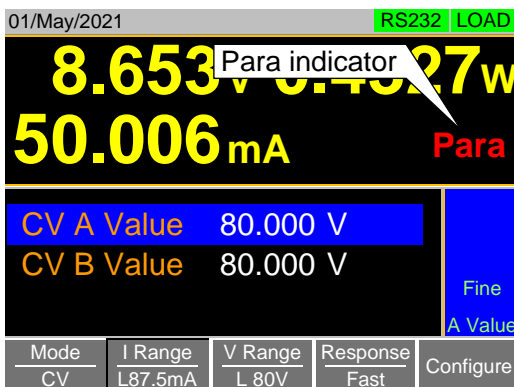 01/May/2021 RS232 LOAD
8.653
Para indicator
27W
50.006 mA Para
CV A Value 80.000 V
CV B Value 80.000 V
Fine
A Value
Mode I Range V Range Response Configure
CV L87.5mA L 80V Fast